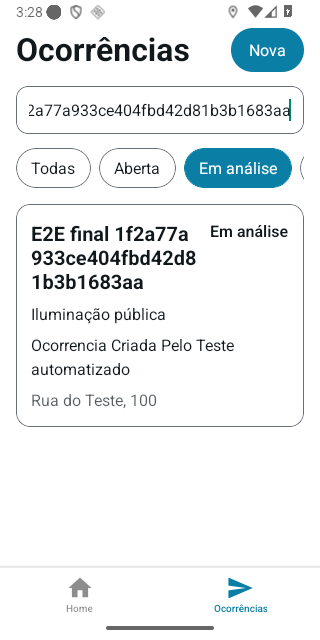 3:28
Ocorrências
Nova
2a77a933ce404fbd42d81b3b1683aa
Todas
Aberta
Em análise
E2E final 1f2a77a
933ce404fbd42d8
1b3b1683aa
Em análise
Iluminação pública
Ocorrencia Criada Pelo Teste
automatizado
Rua do Teste, 100
Home
Ocorrências